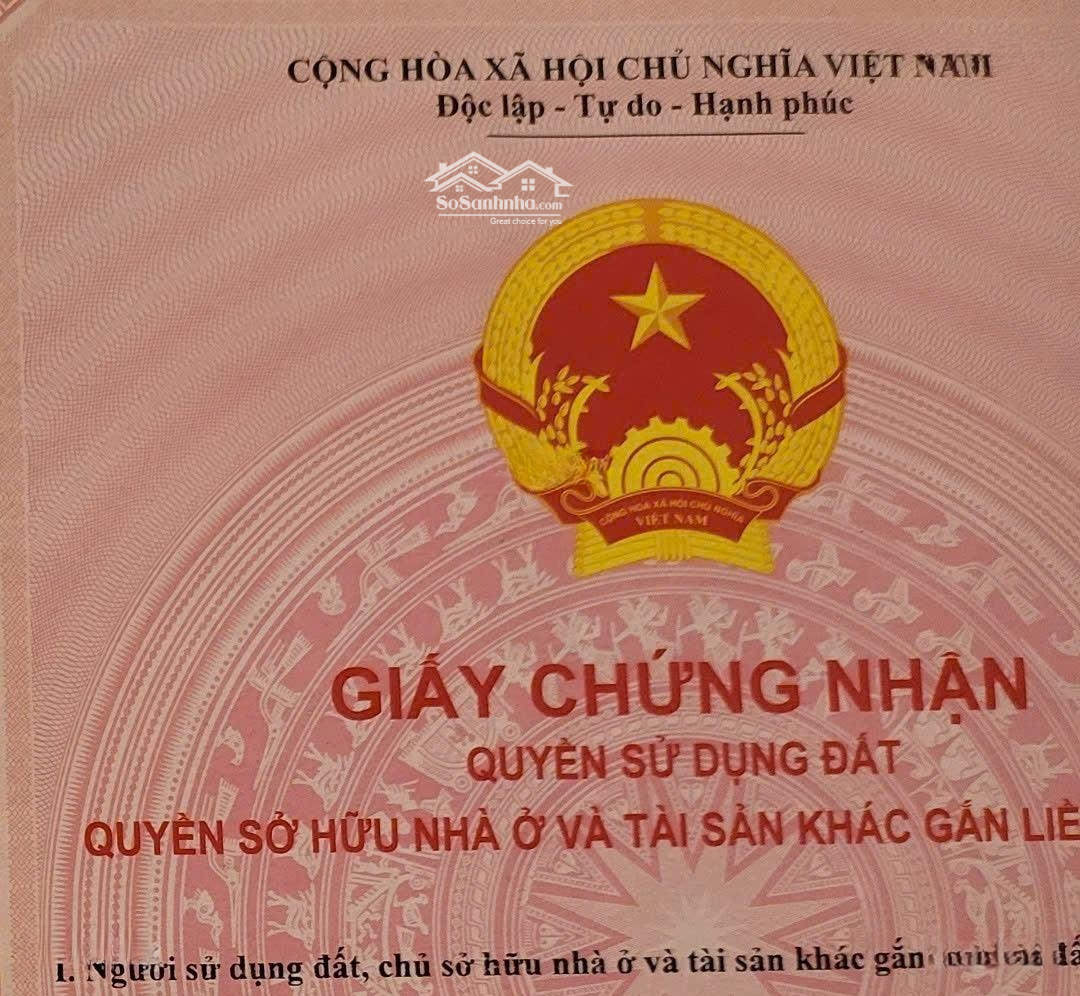 CỘNG HÒA XÃ HỘI CHỦ NGHĨA VIỆT NAM
Độc lập - Tự do - Hạnh phúc
SoSanhnha.com
Great choice for you
CỘNG HÒA XÃ HỘI CHỦ NGHĨA
VIỆT NAM
GIẤY CHỨNG NHẬN
QUYỀN SỬ DỤNG ĐẤT
QUYỀN SỞ HỮU NHÀ Ở VÀ TÀI SẢN KHÁC GẮN LIỀ
I. Người sử dụng đất, chủ sở hữu nhà ở và tài sản khác gắn